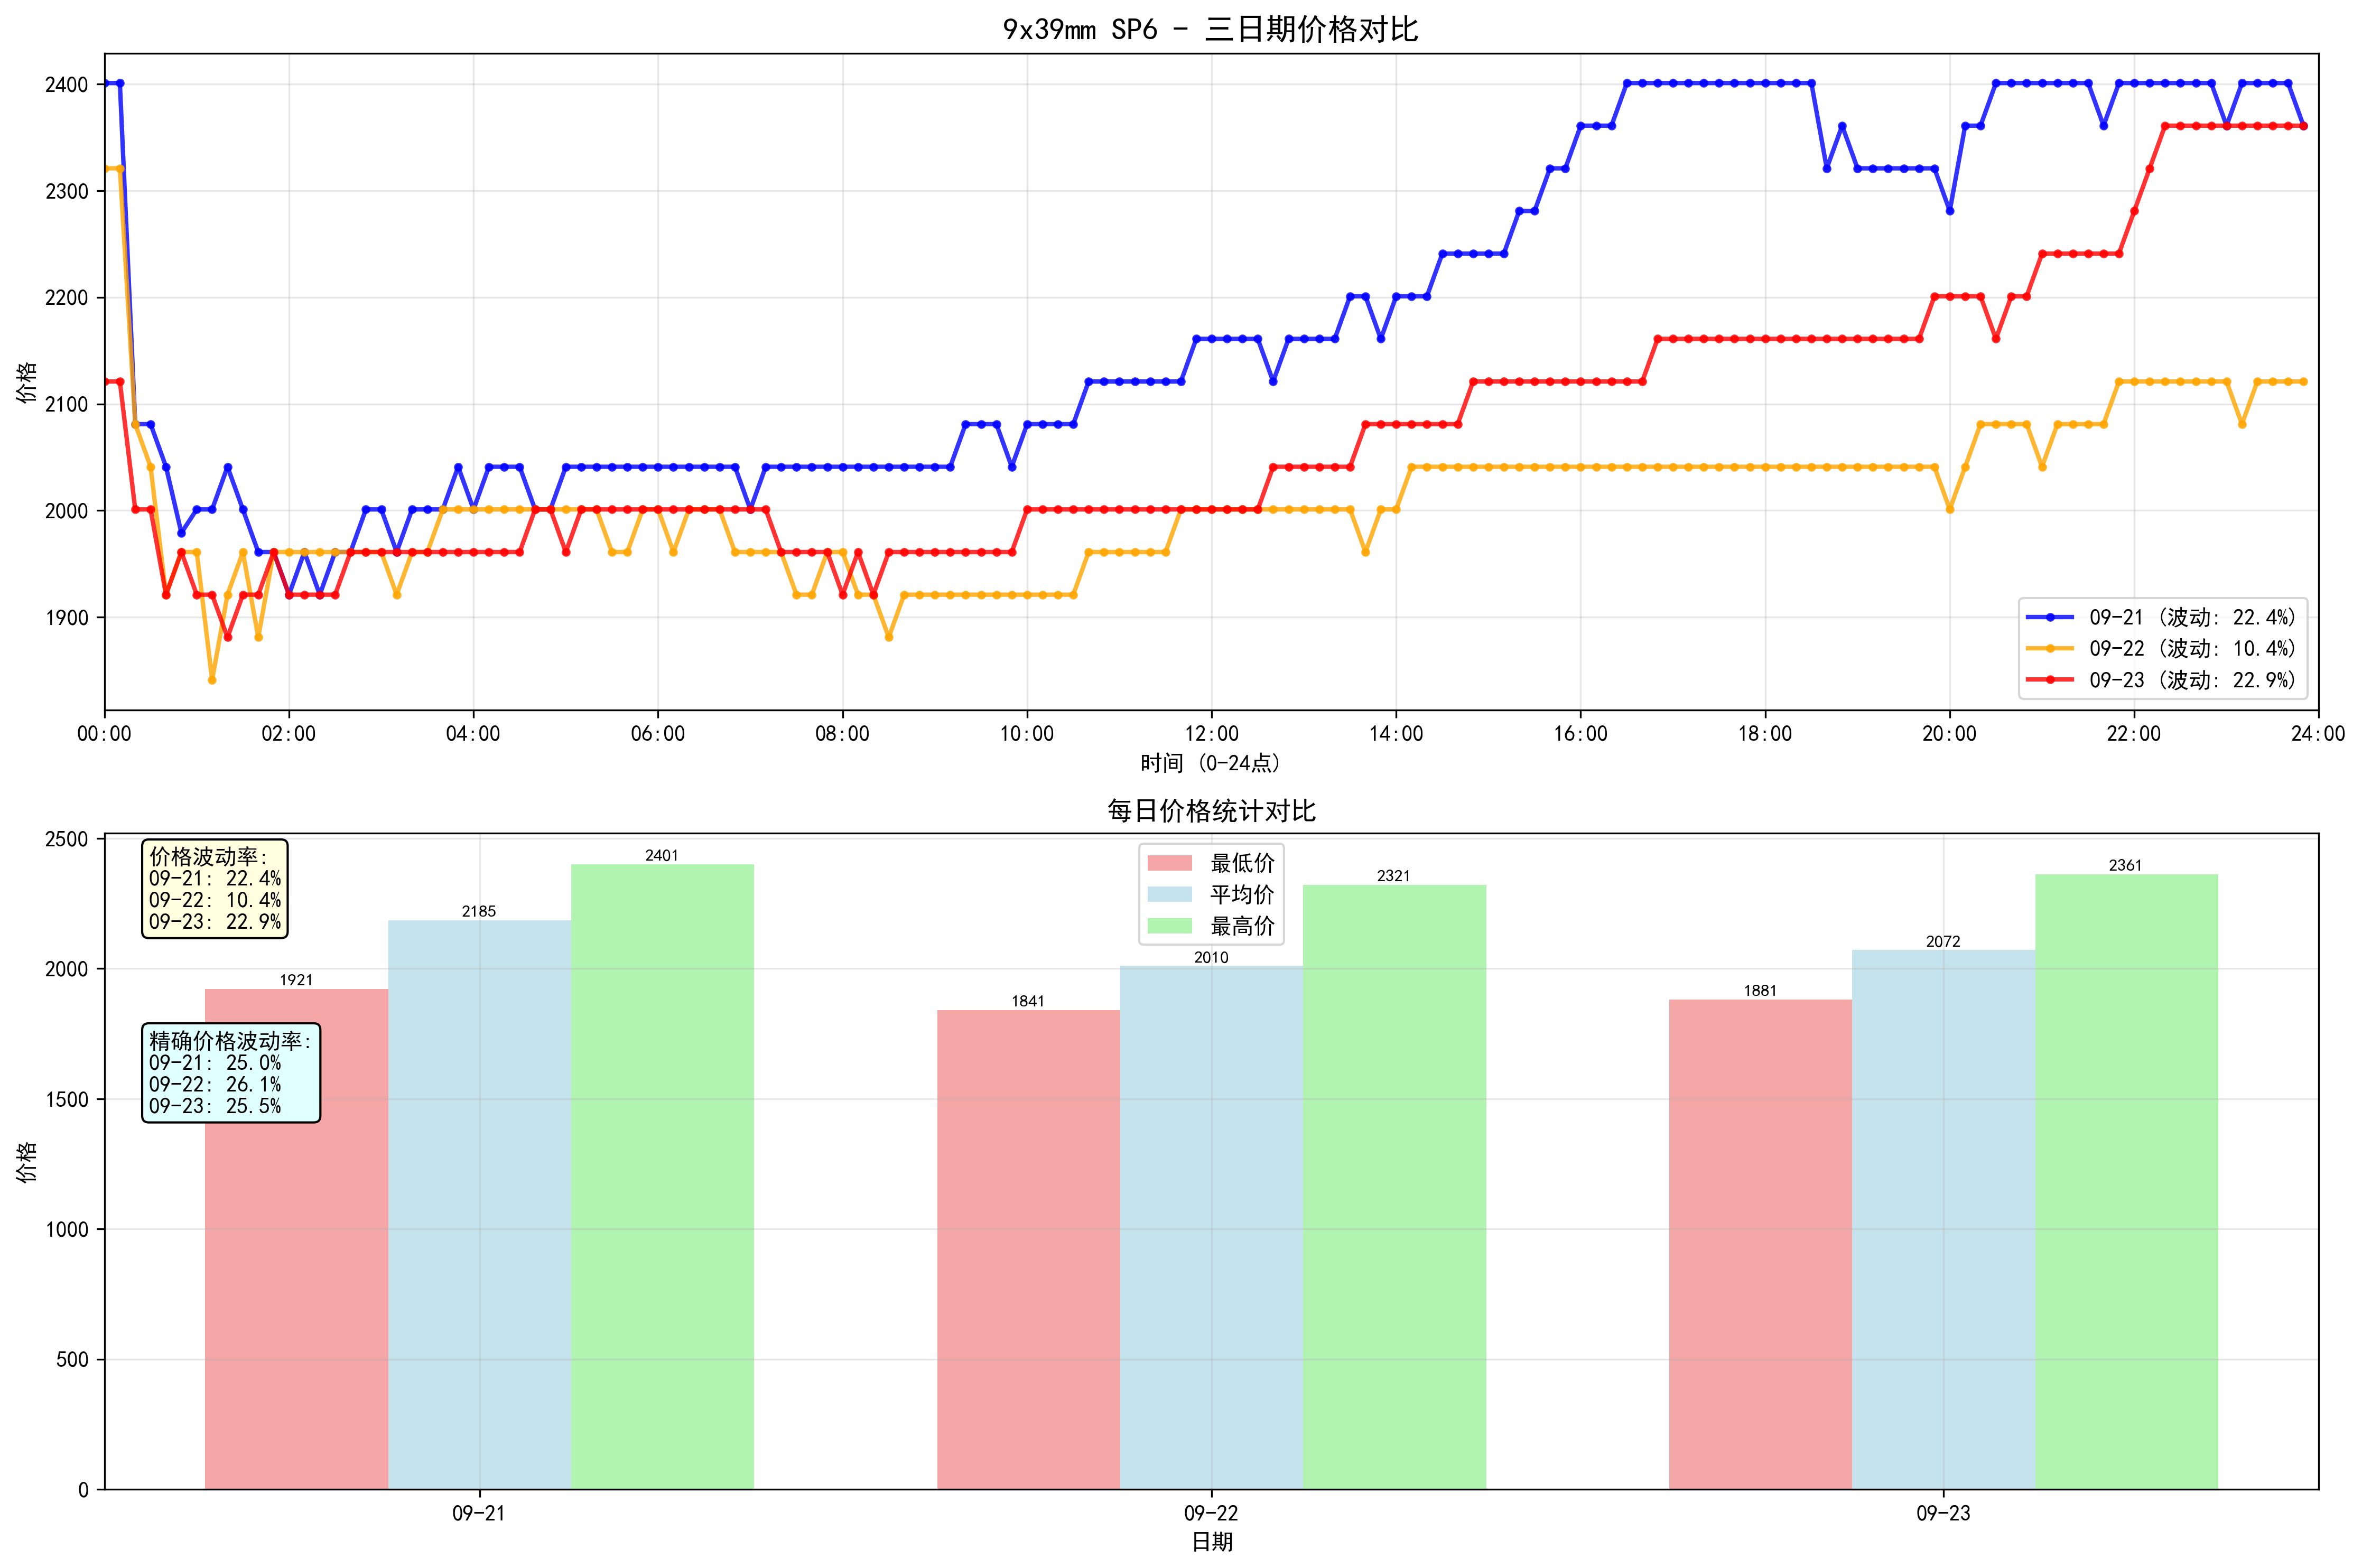 9x39mm SP6 - 三日期价格对比
价格
2400
2300
2200
2100
2000
1900
09-21 (波动: 22.4%)
09-22 (波动: 10.4%)
09-23 (波动: 22.9%)
00:00 02:00 04:00 06:00 08:00 10:00 12:00 14:00 16:00 18:00 20:00 22:00 24:00
时间 (0-24点)
每日价格统计对比
价格
2500
2000
1500
1000
500
0
价格波动率:
09-21: 22.4%
09-22: 10.4%
09-23: 22.9%
精确价格波动率:
09-21: 25.0%
09-22: 26.1%
09-23: 25.5%
最低价
平均价
最高价
1921 2185 2401
1841 2010 2321
1881 2072 2361
09-21 09-22 09-23
日期